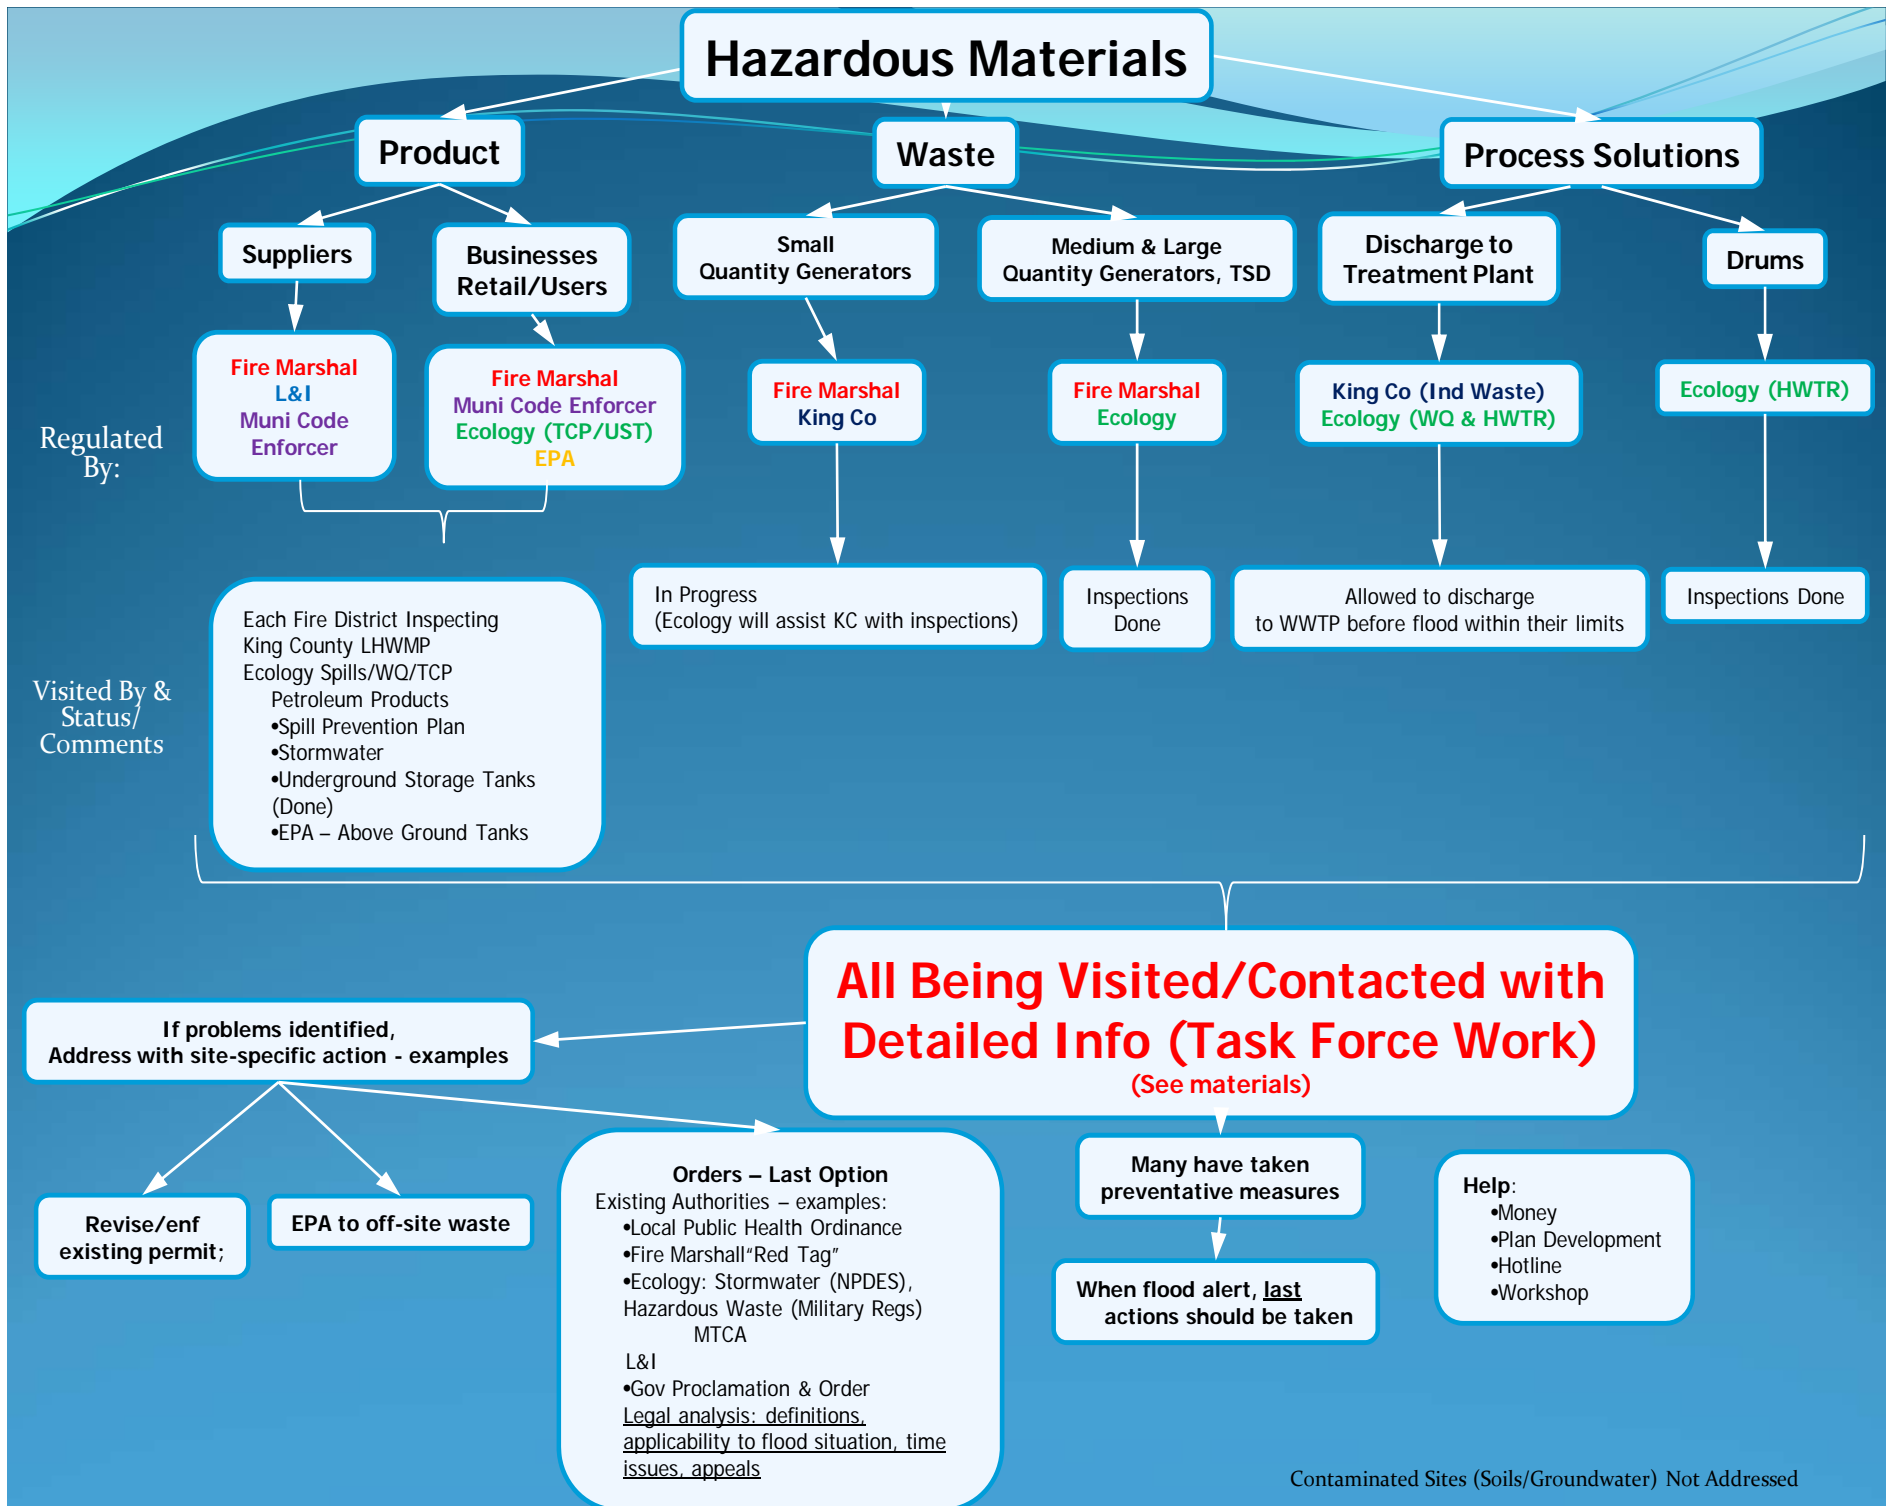 Hazardous Materials
Product
Waste
Process Solutions
Suppliers
Businesses
Retail/Users
Small
Quantity Generators
Medium & Large
Quantity Generators, TSD
Discharge to
Treatment Plant
Drums
Regulated
By:
Fire Marshal
L&I
Muni Code
Enforcer
Fire Marshal
Muni Code Enforcer
Ecology (TCP/UST)
EPA
Fire Marshal
King Co
Fire Marshal
Ecology
King Co (Ind Waste)
Ecology (WQ & HWTR)
Ecology (HWTR)
Visited By &
Status/
Comments
Each Fire District Inspecting
King County LHWMP
Ecology Spills/WQ/TCP
Petroleum Products
•Spill Prevention Plan
•Stormwater
•Underground Storage Tanks
(Done)
•EPA – Above Ground Tanks
In Progress
(Ecology will assist KC with inspections)
Inspections
Done
Allowed to discharge
to WWTP before flood within their limits
Inspections Done
All Being Visited/Contacted with
Detailed Info (Task Force Work)
(See materials)
If problems identified,
Address with site-specific action - examples
Revise/enf
existing permit;
EPA to off-site waste
Orders – Last Option
Existing Authorities – examples:
•Local Public Health Ordinance
•Fire Marshall“Red Tag”
•Ecology: Stormwater (NPDES),
Hazardous Waste (Military Regs)
MTCA
L&I
•Gov Proclamation & Order
Legal analysis: definitions,
applicability to flood situation, time
issues, appeals
Many have taken
preventative measures
When flood alert, last
actions should be taken
Help:
•Money
•Plan Development
•Hotline
•Workshop
Contaminated Sites (Soils/Groundwater) Not Addressed